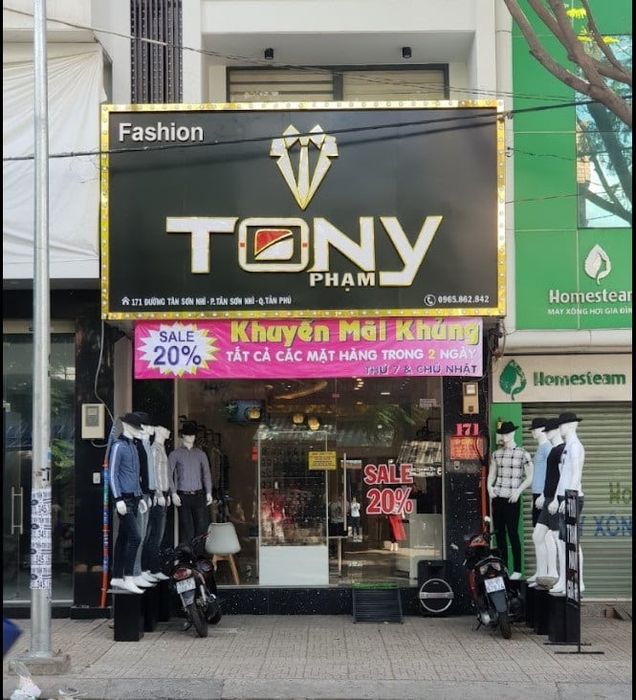 Fashion
TONY
PHẠM
171 ĐƯỜNG TÂN SƠN NHÌ - P.TÂN SƠN NHÌ - Q.TÂN PHÚ
0965.862.842
SALE
20%
Khuyến Mãi Khủng
TẤT CẢ CÁC MẶT HÀNG TRONG 2 NGÀY
THỨ 7 & CHỦ NHẬT
Homesteam
MÁY XÔNG HƠI GIA ĐÌNH
Homesteam
171
SALE
20%
XÔNG